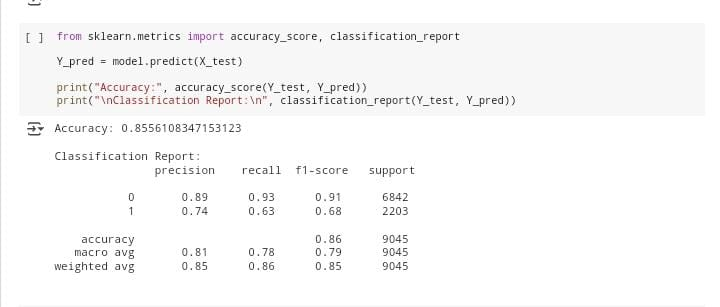 [ ] from sklearn.metrics import accuracy_score, classification_report
Y_pred = model.predict(X_test)
print("Accuracy:", accuracy_score(Y_test, Y_pred))
print("\nClassification Report:\n", classification_report(Y_test, Y_pred))
Accuracy: 0.8556108347153123
Classification Report:
precision recall f1-score support
0 0.89 0.93 0.91 6842
1 0.74 0.63 0.68 2203
accuracy 0.86 9045
macro avg 0.81 0.78 0.79 9045
weighted avg 0.85 0.86 0.85 9045